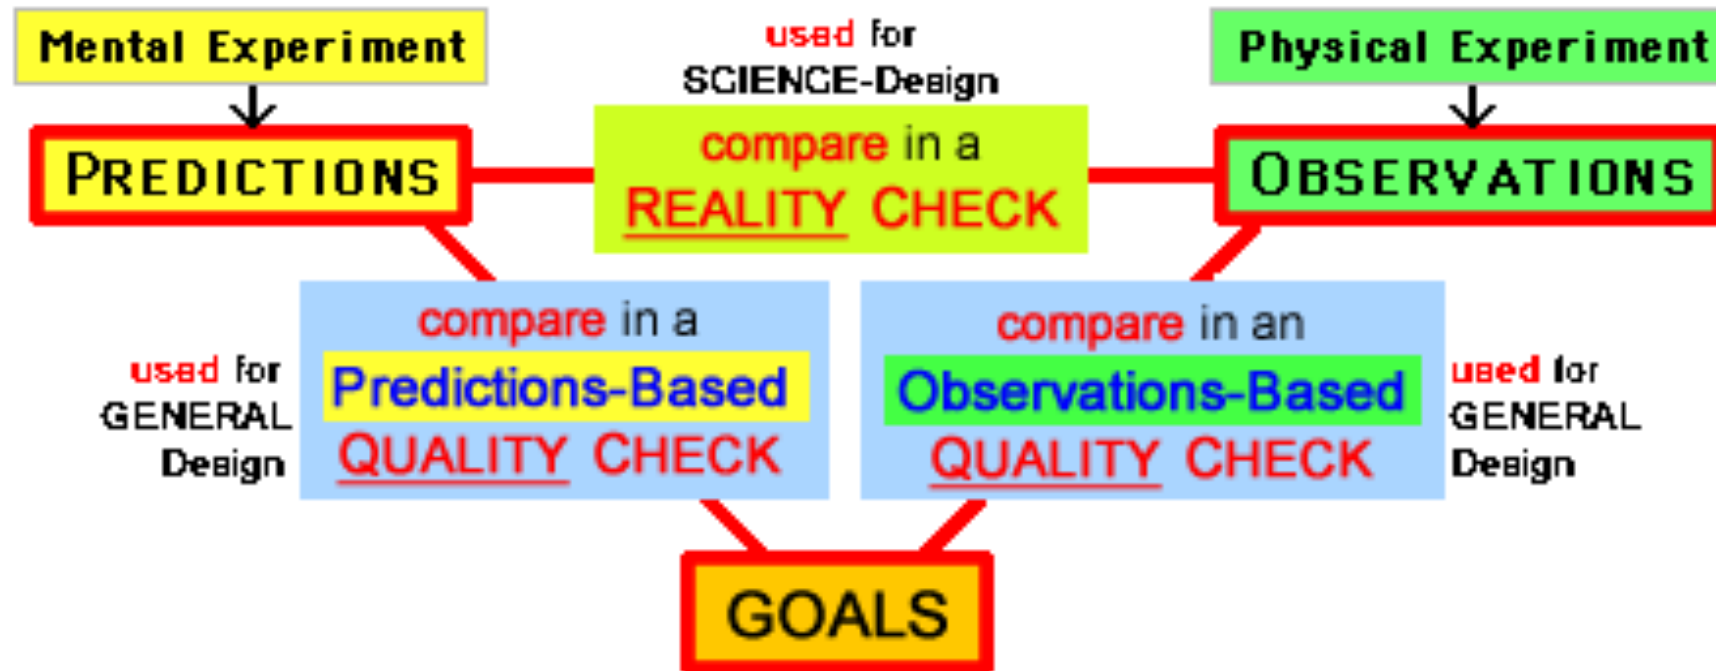 Mental Experiment
used for
SCIENCE-Design
Physical Experiment
PREDICTIONS
compare in a
REALITY CHECK
OBSERVATIONS
used for
GENERAL
Design
compare in a
Predictions-Based
QUALITY CHECK
compare in an
Observations-Based
QUALITY CHECK
used for
GENERAL
Design
GOALS